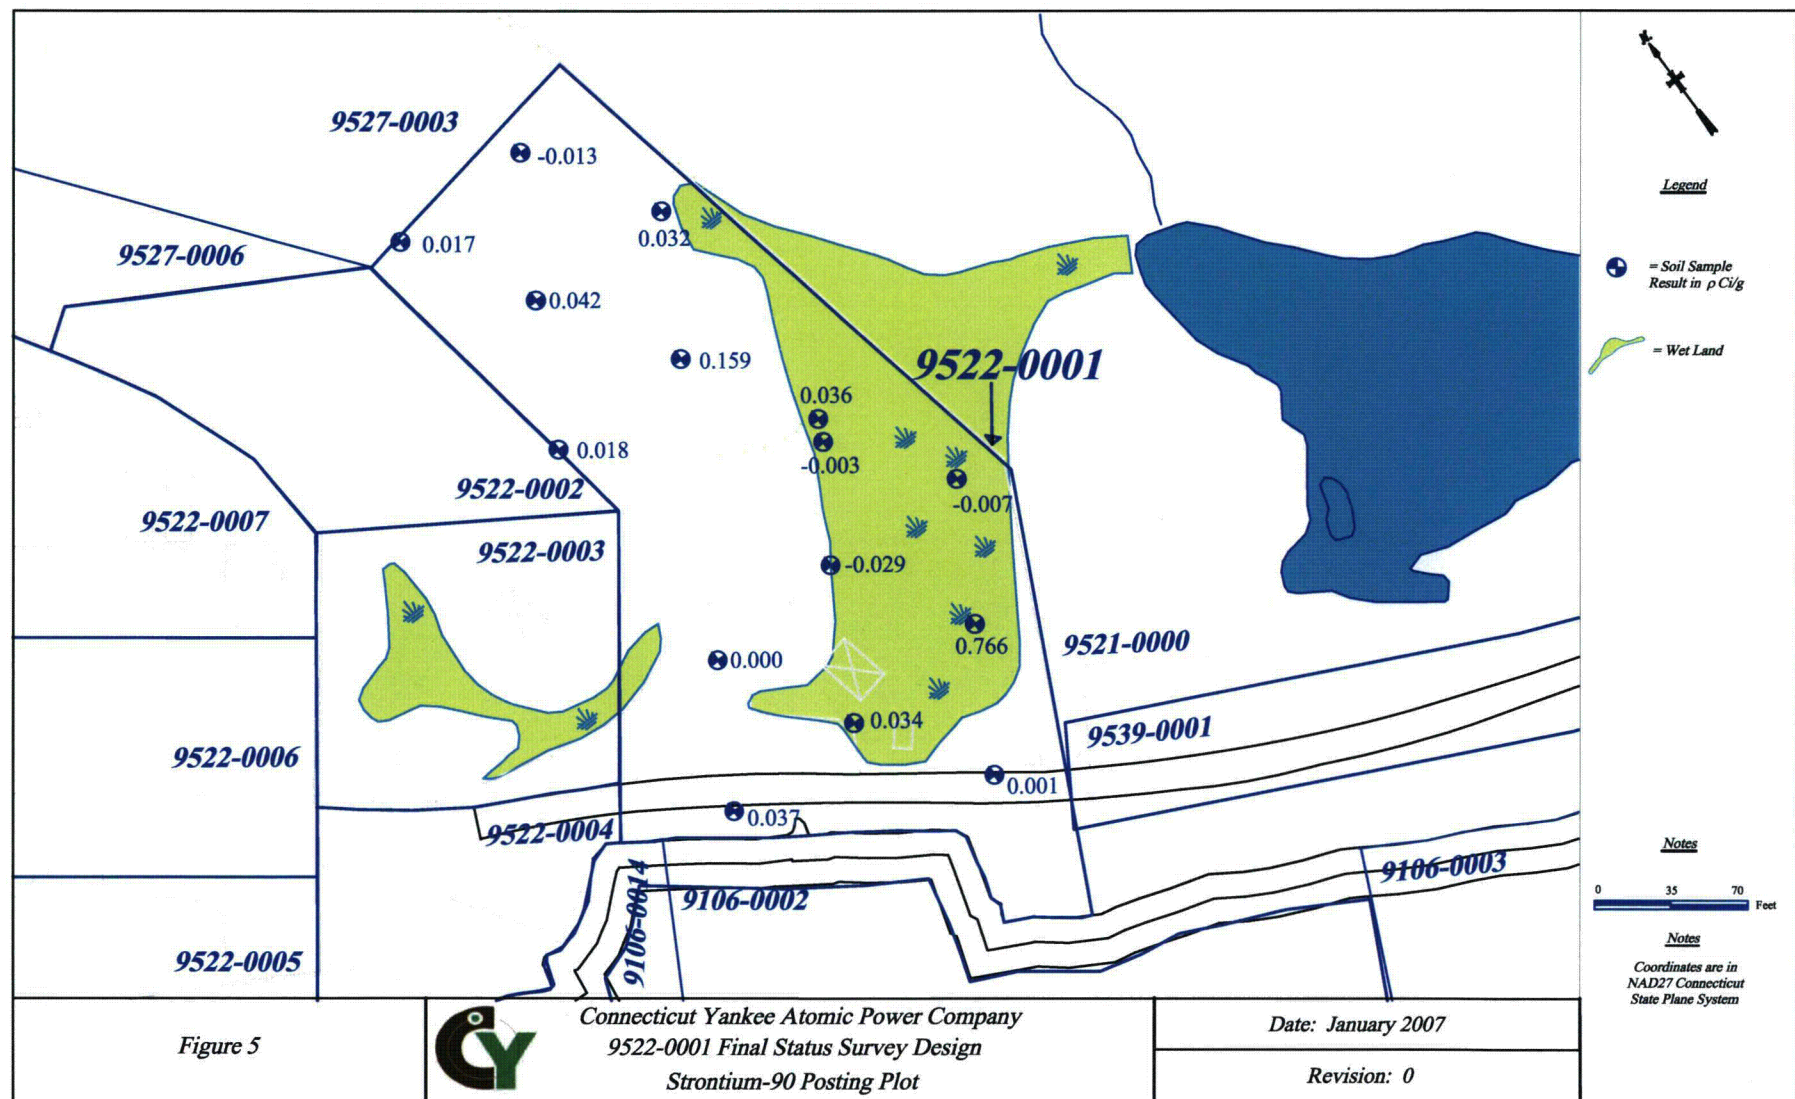 9527-0003
-0.013
0.032
9527-0006
0.017
0.042
0.159
9522-0001
0.036
-0.003
0.018
9522-0002
-0.007
9522-0007
9522-0003
-0.029
0.766
9521-0000
0.000
0.034
9539-0001
9522-0006
0.001
0.037
9522-0004
9106-0014
9106-0002
9106-0003
9522-0005
N
Legend
= Soil Sample
Result in ρ Ci/g
= Wet Land
Notes
0 35 70
Feet
Notes
Coordinates are in
NAD27 Connecticut
State Plane System
Figure 5
CY
Connecticut Yankee Atomic Power Company
9522-0001 Final Status Survey Design
Strontium-90 Posting Plot
Date: January 2007
Revision: 0